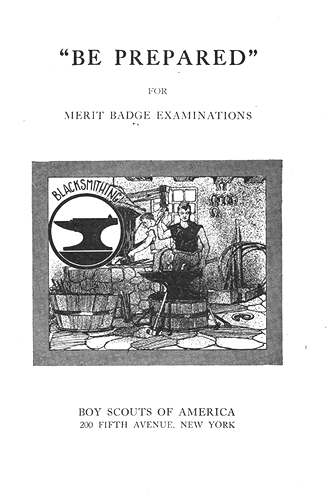 "BE PREPARED"
FOR
MERIT BADGE EXAMINATIONS
BLACKSMITHING
BOY SCOUTS OF AMERICA
200 FIFTH AVENUE, NEW YORK